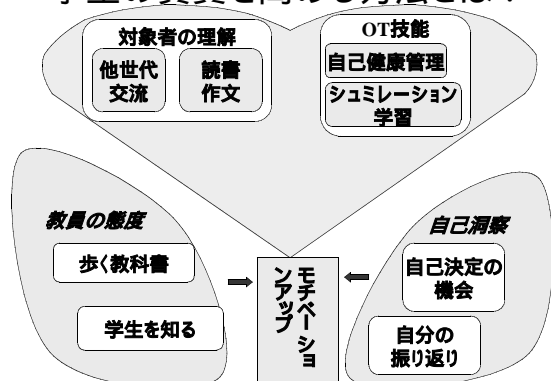 対象者の理解
他世代
交流
読書
作文
OT技能
自己健康管理
シュミレーション
学習
教員の態度
歩く教科書
学生を知る
モチベーショ
ンアップ
自己洞察
自己決定の
機会
自分の
振り返り